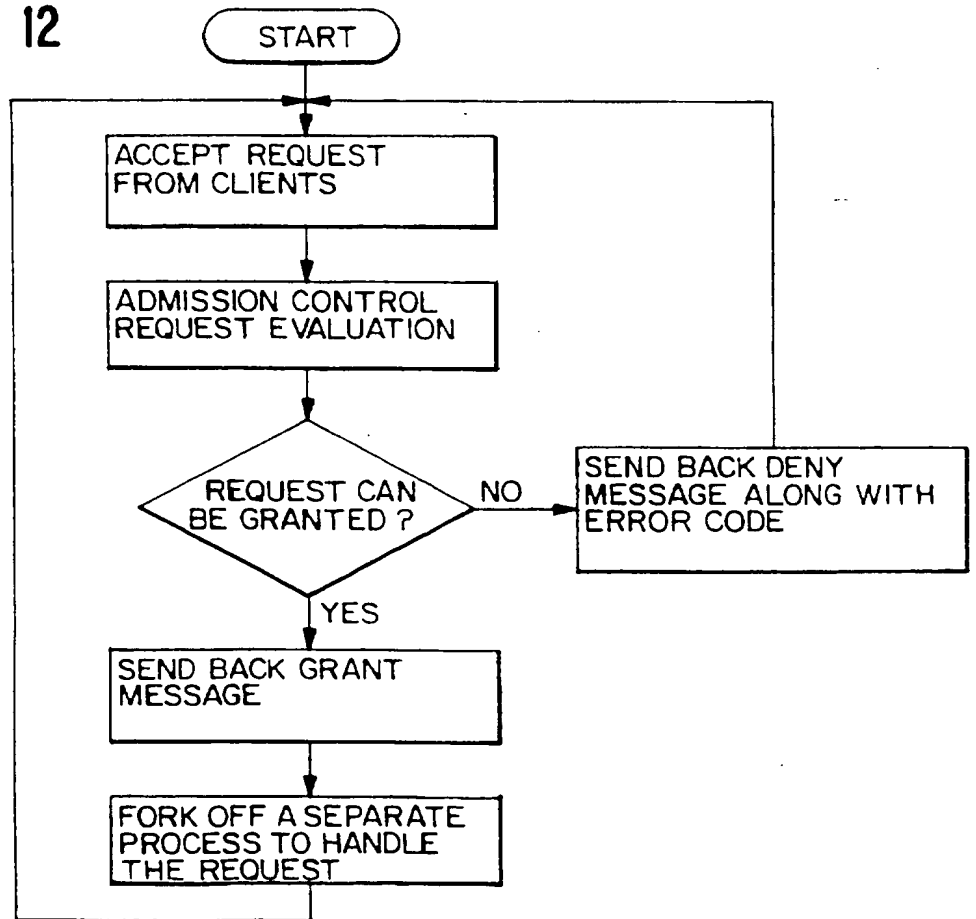 12
START
ACCEPT REQUEST
FROM CLIENTS
ADMISSION CONTROL
REQUEST EVALUATION
REQUEST CAN
BE GRANTED ?
NO
SEND BACK DENY
MESSAGE ALONG WITH
ERROR CODE
YES
SEND BACK GRANT
MESSAGE
FORK OFF A SEPARATE
PROCESS TO HANDLE
THE REQUEST